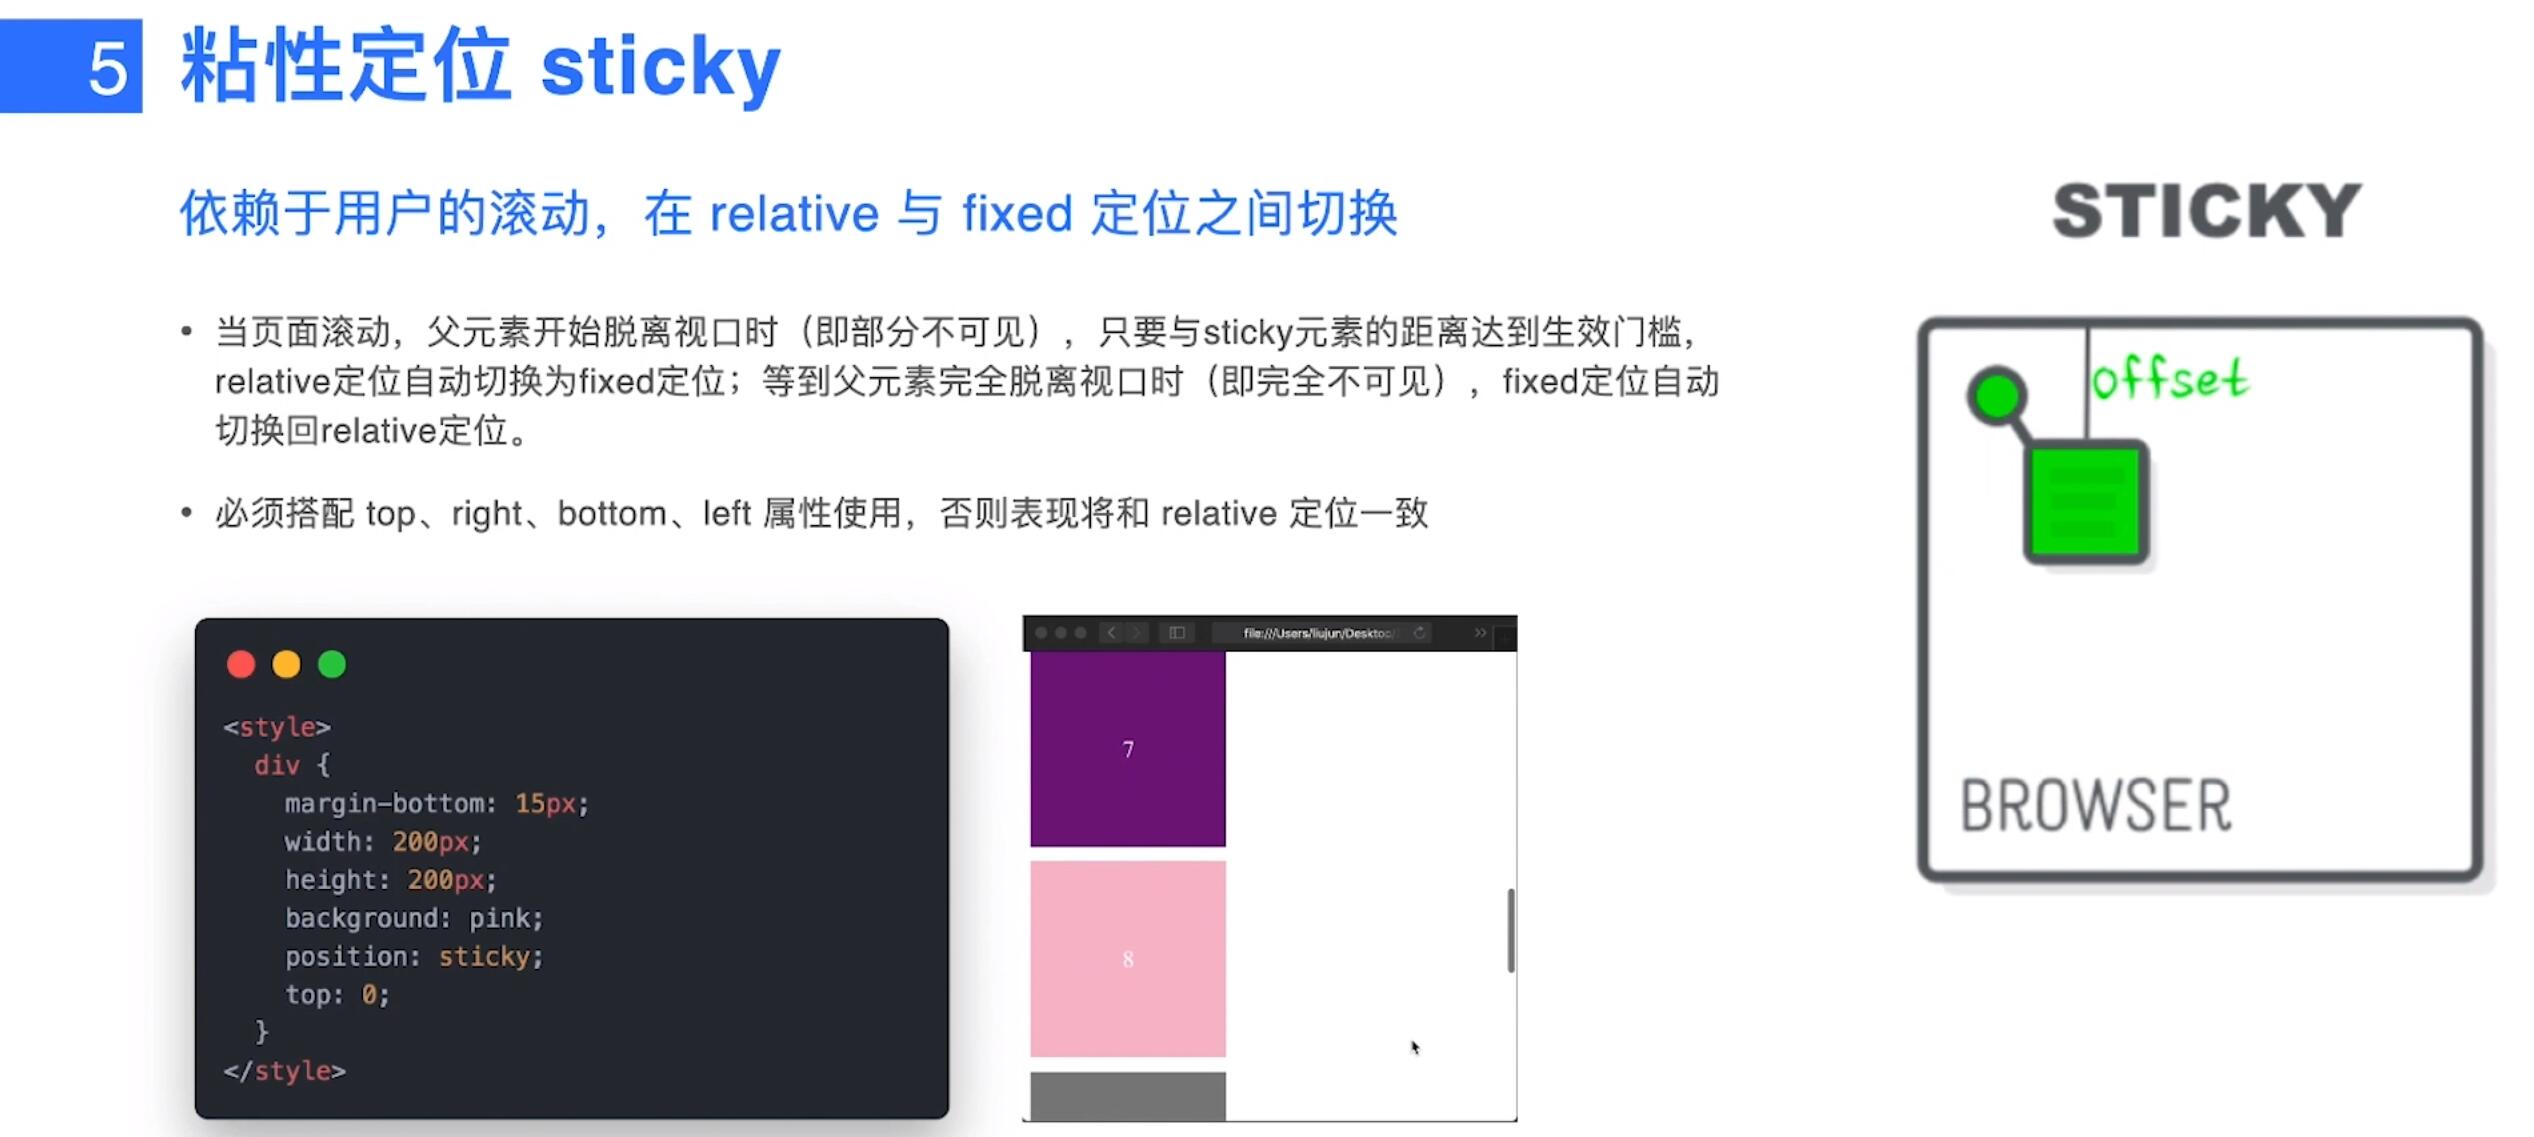 5 粘性定位 sticky
依赖于用户的滚动，在 relative 与 fixed 定位之间切换
• 当页面滚动，父元素开始脱离视口时（即部分不可见），只要与sticky元素的距离达到生效门槛，
relative定位自动切换为fixed定位；等到父元素完全脱离视口时（即完全不可见），fixed定位自动
切换回relative定位。
• 必须搭配 top、right、bottom、left 属性使用，否则表现将和 relative 定位一致
<style>
div {
margin-bottom: 15px;
width: 200px;
height: 200px;
background: pink;
position: sticky;
top: 0;
}
</style>
file:///Users/liujun/Desktop/
7
8
STICKY
offset
BROWSER